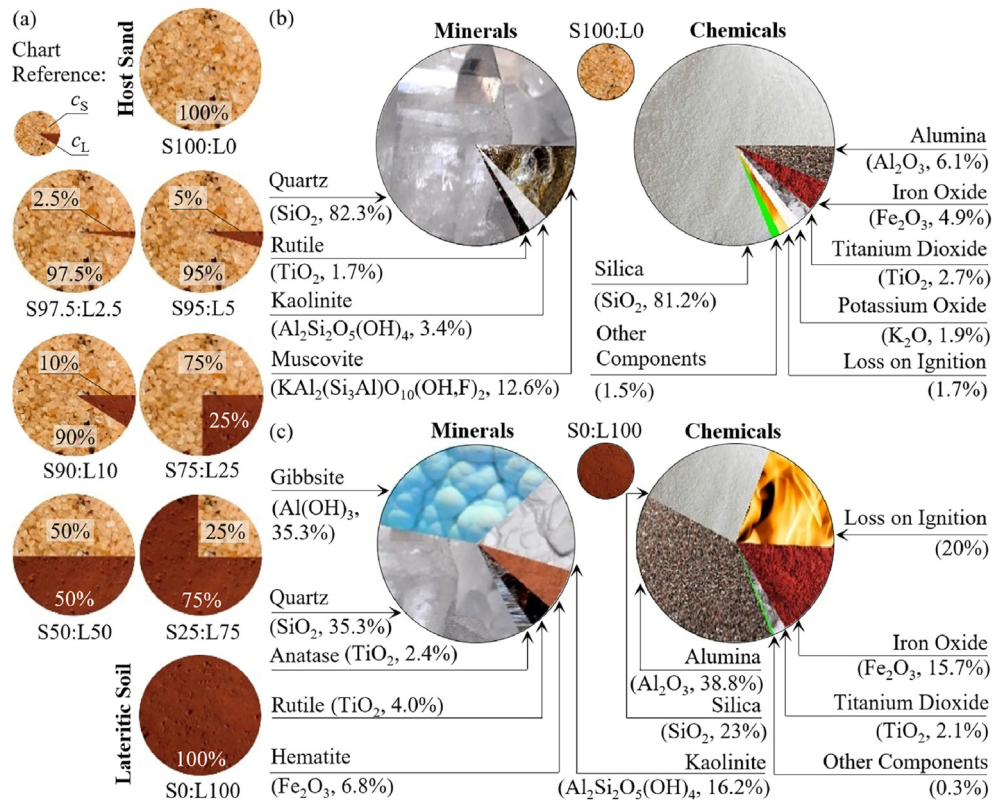 (a)
Chart
Reference:
cS
cL
Host Sand
100%
S100:L0
2.5%
97.5%
S97.5:L2.5
5%
95%
S95:L5
10%
90%
S90:L10
75%
25%
S75:L25
50%
50%
S50:L50
25%
75%
S25:L75
Lateritic Soil
100%
S0:L100
(b)
Minerals
S100:L0
Chemicals
Quartz
(SiO2, 82.3%)
Rutile
(TiO2, 1.7%)
Kaolinite
(Al2Si2O5(OH)4, 3.4%)
Muscovite
(KAl2(Si3Al)O10(OH,F)2, 12.6%)
Alumina
(Al2O3, 6.1%)
Iron Oxide
(Fe2O3, 4.9%)
Titanium Dioxide
(TiO2, 2.7%)
Potassium Oxide
(K2O, 1.9%)
Loss on Ignition
(1.7%)
Silica
(SiO2, 81.2%)
Other
Components
(1.5%)
(c)
Minerals
S0:L100
Chemicals
Gibbsite
(Al(OH)3,
35.3%)
Quartz
(SiO2, 35.3%)
Anatase (TiO2, 2.4%)
Rutile (TiO2, 4.0%)
Hematite
(Fe2O3, 6.8%)
Kaolinite
(Al2Si2O5(OH)4, 16.2%)
Loss on Ignition
(20%)
Iron Oxide
(Fe2O3, 15.7%)
Titanium Dioxide
(TiO2, 2.1%)
Other Components
(0.3%)
Alumina
(Al2O3, 38.8%)
Silica
(SiO2, 23%)